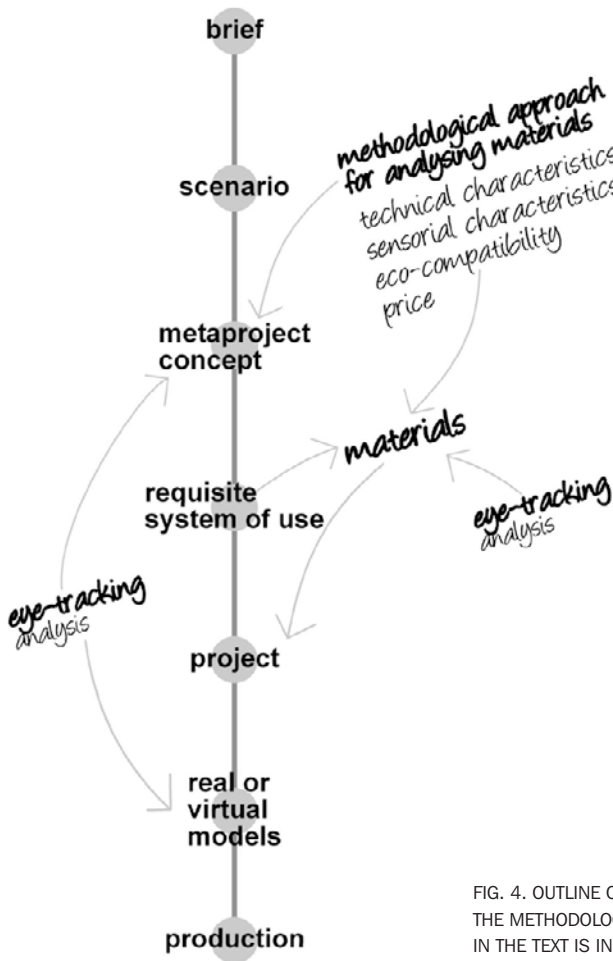 brief
methodological approach
for analysing materials
technical characteristics
sensorial characteristics
eco-compatibility
price
scenario
metaproject
concept
materials
requisite
system of use
eye-tracking
analysis
eye-tracking
analysis
project
real or
virtual
models
production
FIG. 4. OUTLINE
THE METHODOLO
IN THE TEXT IS IN